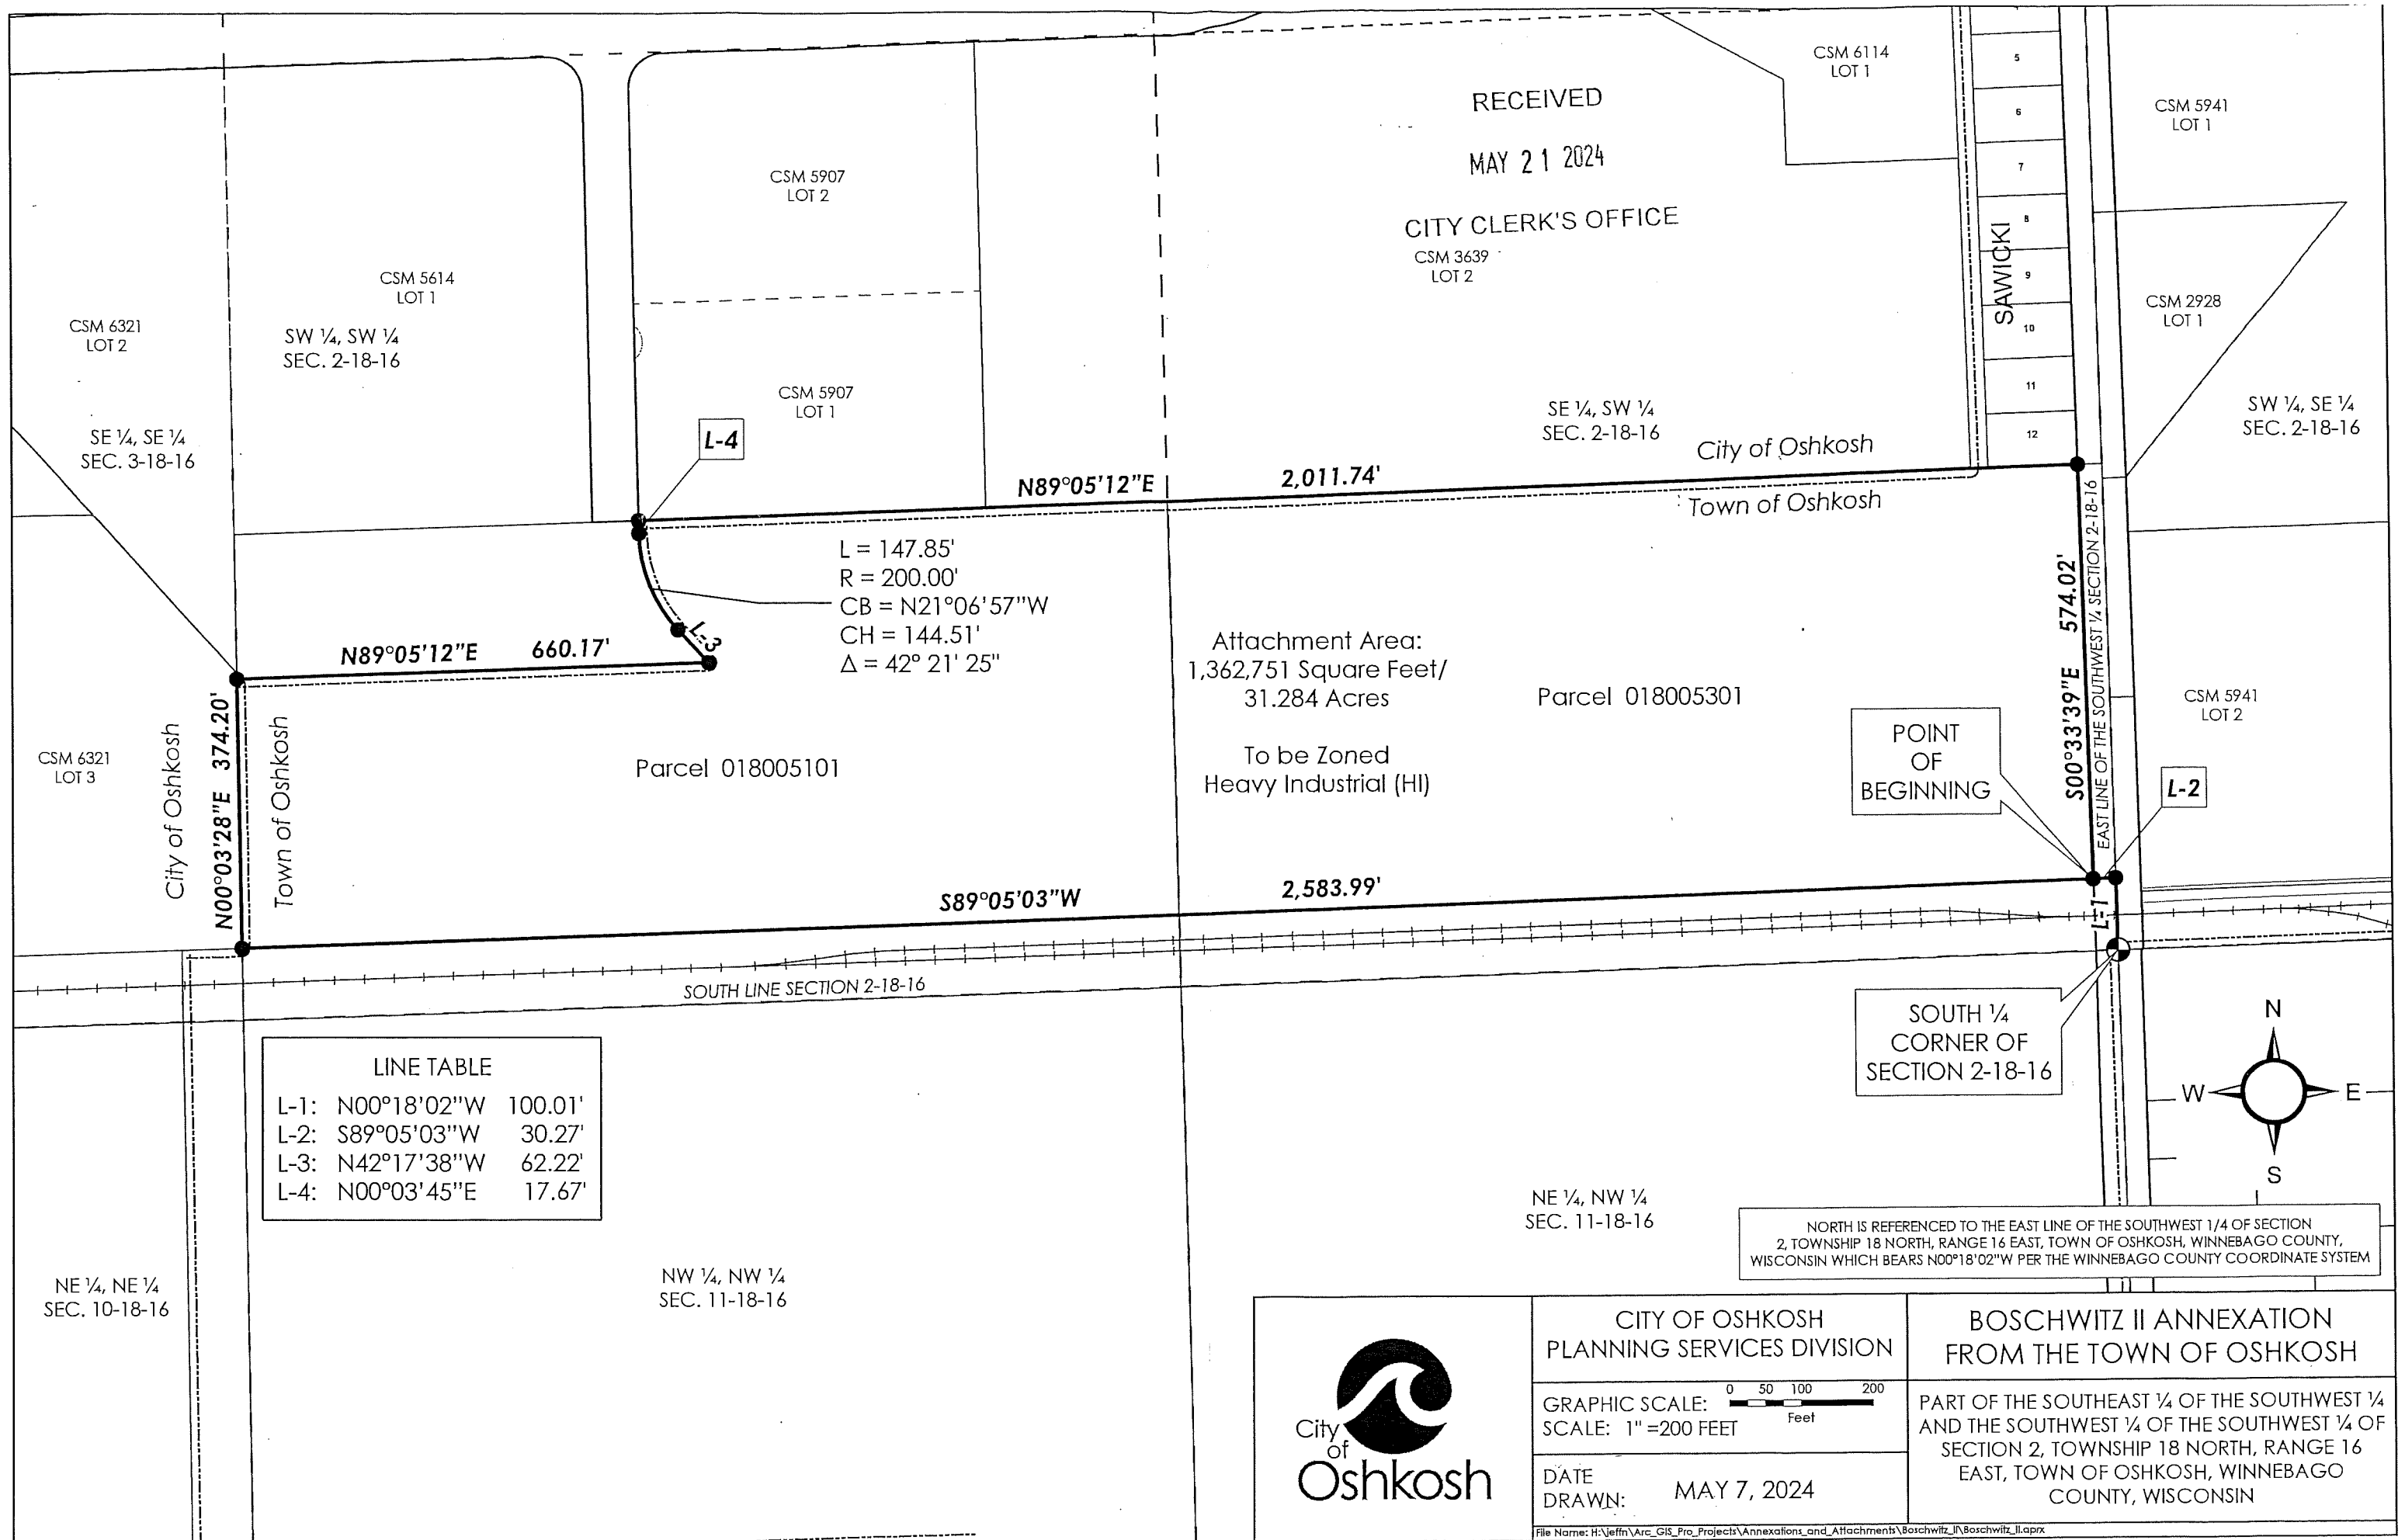 CSM 6114
LOT 1
5
6
7
8
9
10
11
12
SAWICKI
CSM 5941
LOT 1
RECEIVED
MAY 21 2024
CITY CLERK'S OFFICE
CSM 3639
LOT 2
CSM 5907
LOT 2
CSM 5614
LOT 1
CSM 6321
LOT 2
SW ¼, SW ¼
SEC. 2-18-16
CSM 5907
LOT 1
CSM 2928
LOT 1
SE ¼, SE ¼
SEC. 3-18-16
L-4
SE ¼, SW ¼
SEC. 2-18-16
SW ¼, SE ¼
SEC. 2-18-16
City of Oshkosh
N89°05'12"E 2,011.74'
Town of Oshkosh
L = 147.85'
R = 200.00'
CB = N21°06'57"W
CH = 144.51'
Δ = 42° 21' 25"
L-3
N89°05'12"E 660.17'
Attachment Area:
1,362,751 Square Feet/
31.284 Acres
To be Zoned
Heavy Industrial (HI)
Parcel 018005301
Parcel 018005101
S00°33'39"E 574.02'
EAST LINE OF THE SOUTHWEST ¼ SECTION 2-18-16
CSM 5941
LOT 2
CSM 6321
LOT 3
City of Oshkosh
N00°03'28"E 374.20'
Town of Oshkosh
POINT
OF
BEGINNING
L-2
L-1
S89°05'03"W 2,583.99'
SOUTH LINE SECTION 2-18-16
SOUTH ¼
CORNER OF
SECTION 2-18-16
N
W
E
S
LINE TABLE
L-1: N00°18'02"W 100.01'
L-2: S89°05'03"W 30.27'
L-3: N42°17'38"W 62.22'
L-4: N00°03'45"E 17.67'
NE ¼, NW ¼
SEC. 11-18-16
NORTH IS REFERENCED TO THE EAST LINE OF THE SOUTHWEST 1/4 OF SECTION
2, TOWNSHIP 18 NORTH, RANGE 16 EAST, TOWN OF OSHKOSH, WINNEBAGO COUNTY,
WISCONSIN WHICH BEARS N00°18'02"W PER THE WINNEBAGO COUNTY COORDINATE SYSTEM
NE ¼, NE ¼
SEC. 10-18-16
NW ¼, NW ¼
SEC. 11-18-16
City
of
Oshkosh
CITY OF OSHKOSH
PLANNING SERVICES DIVISION
GRAPHIC SCALE: 0 50 100 200
Feet
SCALE: 1" =200 FEET
DATE
DRAWN: MAY 7, 2024
BOSCHWITZ II ANNEXATION
FROM THE TOWN OF OSHKOSH
PART OF THE SOUTHEAST ¼ OF THE SOUTHWEST ¼
AND THE SOUTHWEST ¼ OF THE SOUTHWEST ¼ OF
SECTION 2, TOWNSHIP 18 NORTH, RANGE 16
EAST, TOWN OF OSHKOSH, WINNEBAGO
COUNTY, WISCONSIN
File Name: H:\jeffn\Arc_GIS_Pro_Projects\Annexations_and_Attachments\Boschwitz_II\Boschwitz_II.aprx